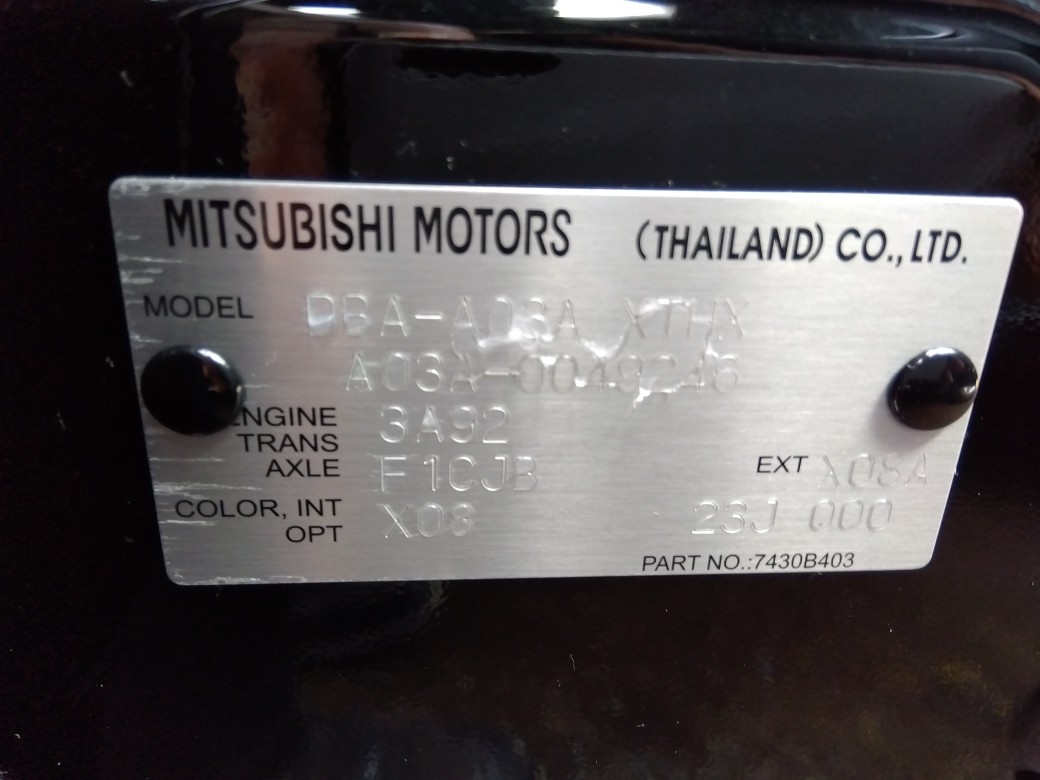 MITSUBISHI MOTORS (THAILAND) CO., LTD.
MODEL DBA-A03A XTHX
A03A-0049246
ENGINE 3A92
TRANS
AXLE F1CJB EXT X08A
COLOR, INT X08 23J 000
OPT
PART NO.:7430B403